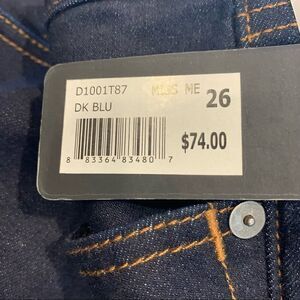 D1001T87 MISS ME 26
DK BLU
$74.00
8 83364 83480 7